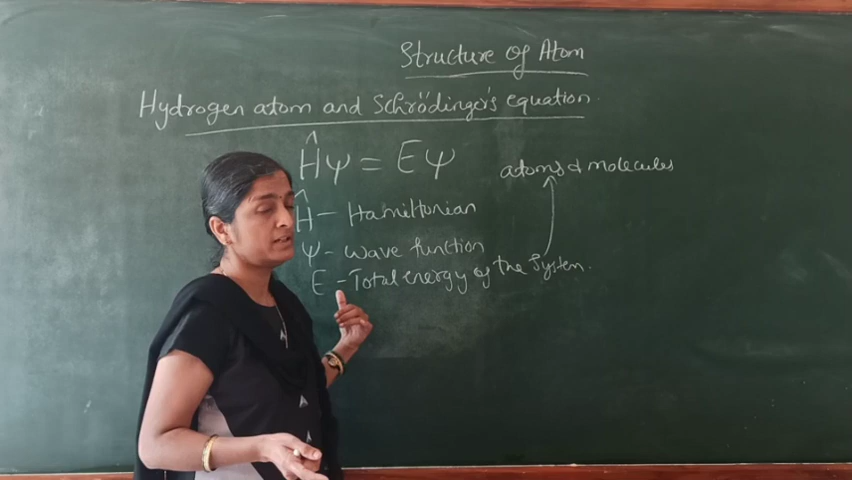 Structure of Atom
Hydrogen atom and Schrödinger's equation.
Ĥψ = Eψ
atoms & molecules
Ĥ - Hamiltonian
ψ - wave function
E - Total energy of the System.